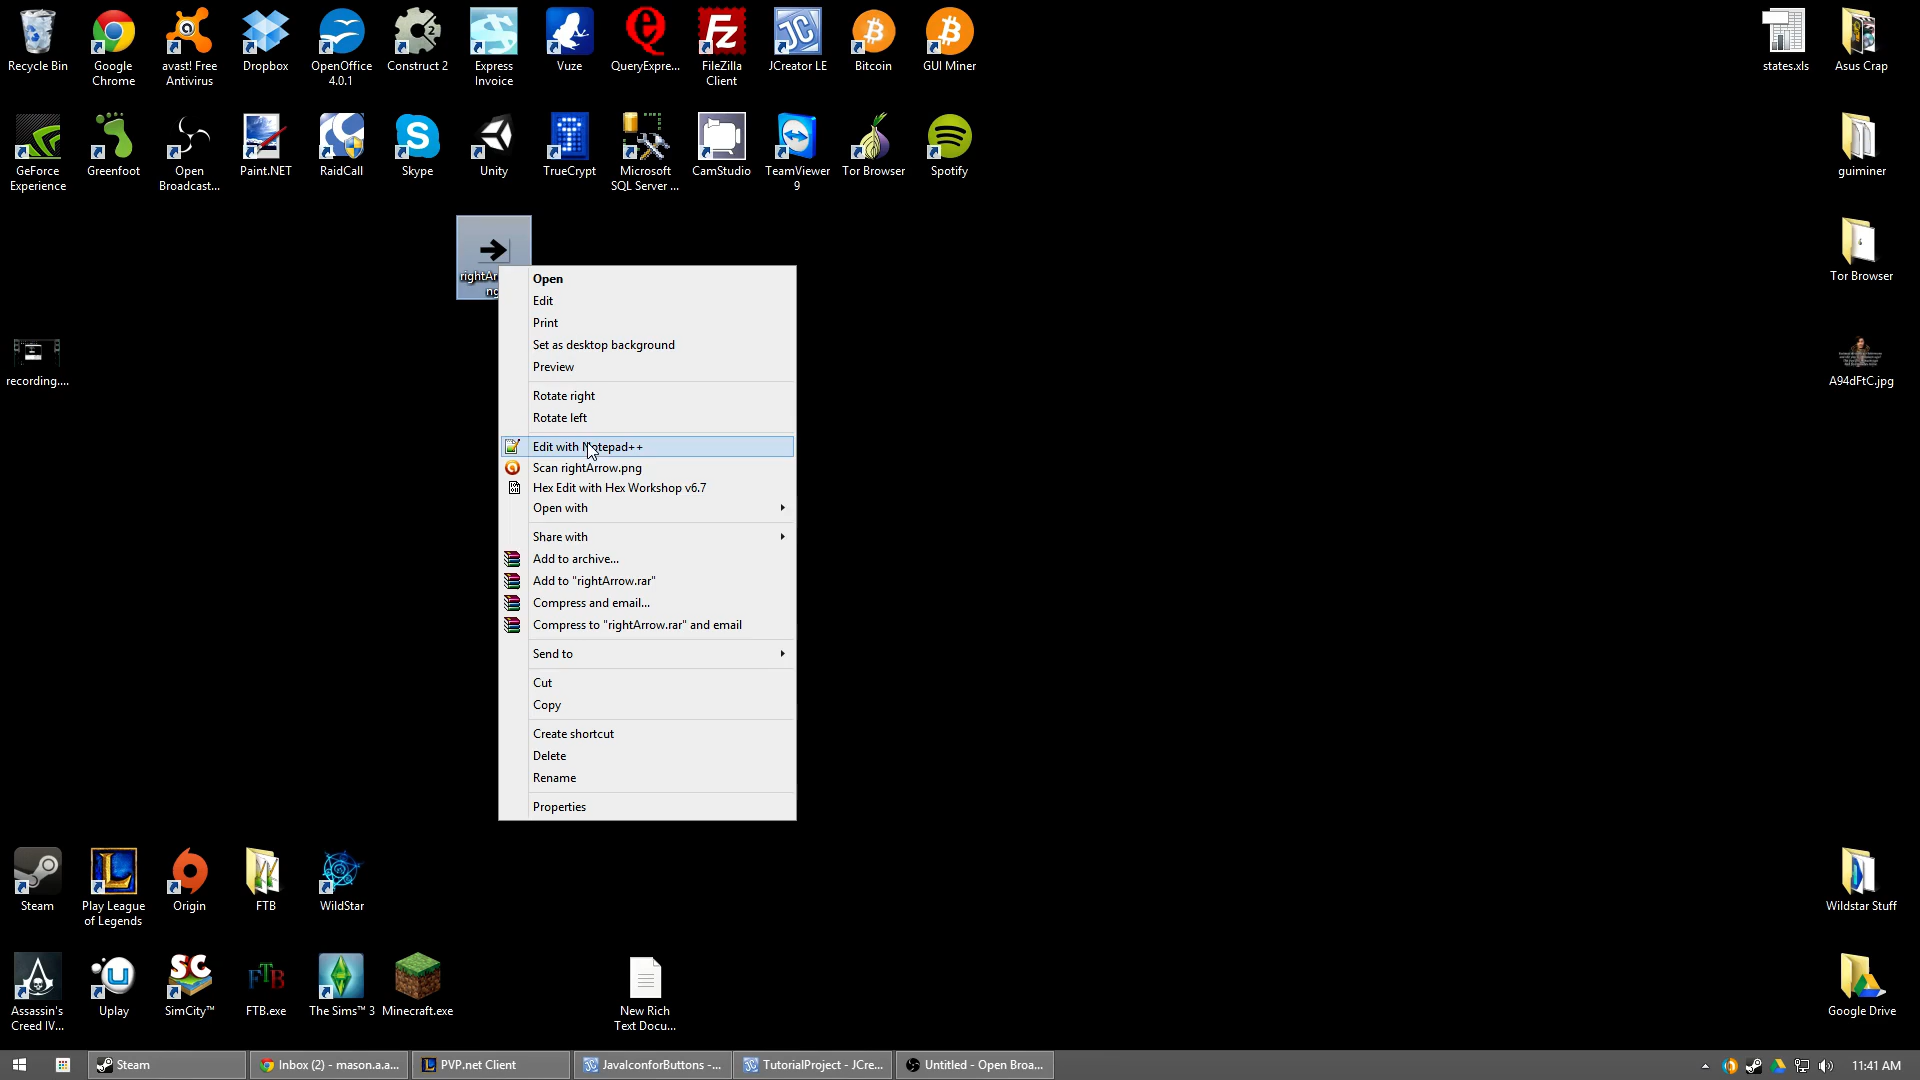 Recycle Bin
Google
Chrome
avast! Free
Antivirus
Dropbox
OpenOffice
4.0.1
Construct 2
Express
Invoice
Vuze
QueryExpre...
FileZilla
Client
JCreator LE
Bitcoin
GUI Miner
states.xls
Asus Crap
GeForce
Experience
Greenfoot
Open
Broadcast...
Paint.NET
RaidCall
Skype
Unity
TrueCrypt
Microsoft
SQL Server ...
CamStudio
TeamViewer
9
Tor Browser
Spotify
guiminer
rightAr
ng
Tor Browser
recording....
A94dFtC.jpg
Open
Edit
Print
Set as desktop background
Preview
Rotate right
Rotate left
Edit with Notepad++
Scan rightArrow.png
Hex Edit with Hex Workshop v6.7
Open with
Share with
Add to archive...
Add to "rightArrow.rar"
Compress and email...
Compress to "rightArrow.rar" and email
Send to
Cut
Copy
Create shortcut
Delete
Rename
Properties
Steam
Play League
of Legends
Origin
FTB
WildStar
Wildstar Stuff
Assassin's
Creed IV...
Uplay
SimCity™
FTB.exe
The Sims™ 3
Minecraft.exe
New Rich
Text Docu...
Google Drive
Steam
Inbox (2) - mason.a.a...
PVP.net Client
JavaIconforButtons -...
TutorialProject - JCre...
Untitled - Open Broa...
11:41 AM